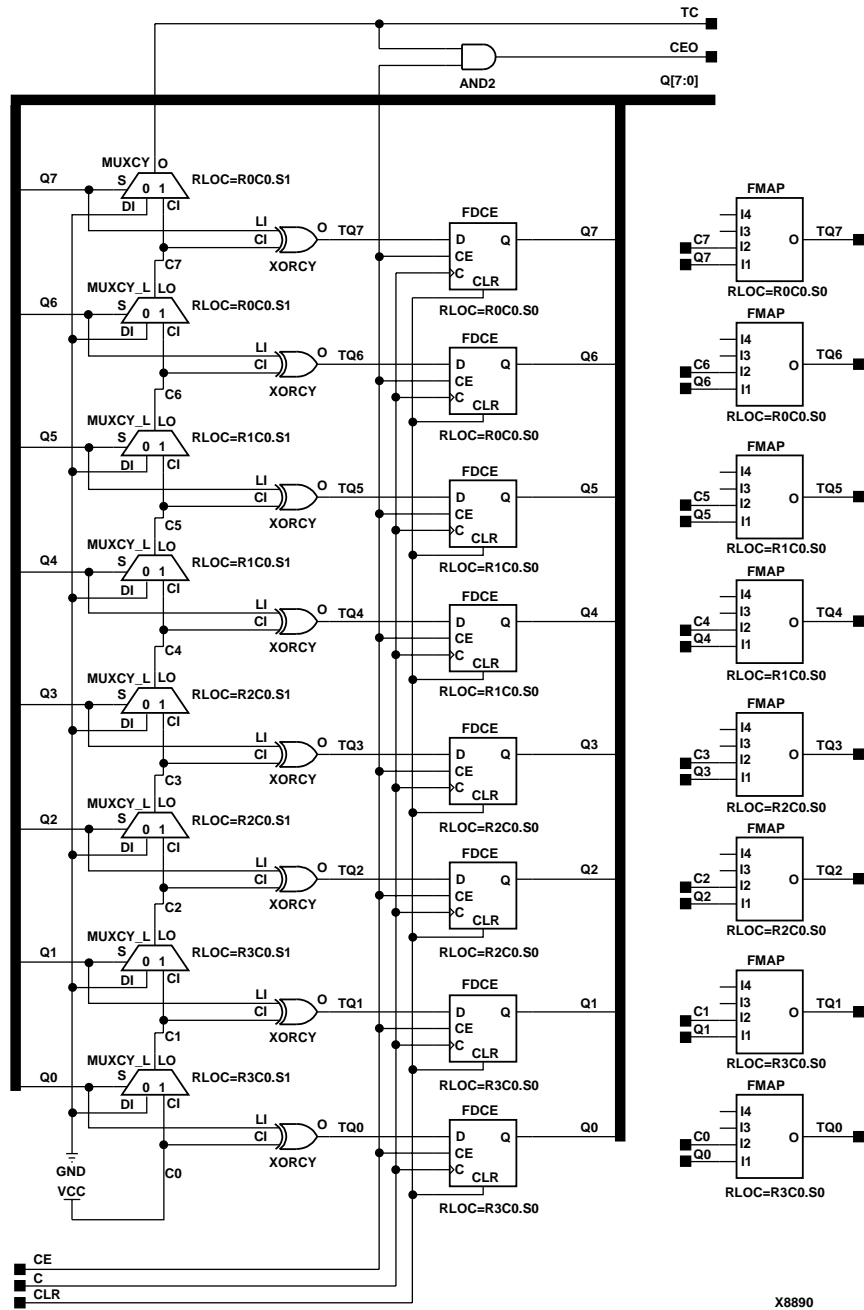 TC
CEO
AND2
Q[7:0]
MUXCY O
Q7
S
0 1
RLOC=R0C0.S1
DI
CI
LI
CI
O
TQ7
XORCY
C7
FDCE
D
Q
Q7
CE
C
CLR
RLOC=R0C0.S0
FMAP
I4
I3
C7
I2
Q7
I1
O
TQ7
RLOC=R0C0.S0
MUXCY_L LO
Q6
S
0 1
RLOC=R0C0.S1
DI
CI
LI
CI
O
TQ6
XORCY
C6
FDCE
D
Q
Q6
CE
C
CLR
RLOC=R0C0.S0
FMAP
I4
I3
C6
I2
Q6
I1
O
TQ6
RLOC=R0C0.S0
MUXCY_L LO
Q5
S
0 1
RLOC=R1C0.S1
DI
CI
LI
CI
O
TQ5
XORCY
C5
FDCE
D
Q
Q5
CE
C
CLR
RLOC=R1C0.S0
FMAP
I4
I3
C5
I2
Q5
I1
O
TQ5
RLOC=R1C0.S0
MUXCY_L LO
Q4
S
0 1
RLOC=R1C0.S1
DI
CI
LI
CI
O
TQ4
XORCY
C4
FDCE
D
Q
Q4
CE
C
CLR
RLOC=R1C0.S0
FMAP
I4
I3
C4
I2
Q4
I1
O
TQ4
RLOC=R1C0.S0
MUXCY_L LO
Q3
S
0 1
RLOC=R2C0.S1
DI
CI
LI
CI
O
TQ3
XORCY
C3
FDCE
D
Q
Q3
CE
C
CLR
RLOC=R2C0.S0
FMAP
I4
I3
C3
I2
Q3
I1
O
TQ3
RLOC=R2C0.S0
MUXCY_L LO
Q2
S
0 1
RLOC=R2C0.S1
DI
CI
LI
CI
O
TQ2
XORCY
C2
FDCE
D
Q
Q2
CE
C
CLR
RLOC=R2C0.S0
FMAP
I4
I3
C2
I2
Q2
I1
O
TQ2
RLOC=R2C0.S0
MUXCY_L LO
Q1
S
0 1
RLOC=R3C0.S1
DI
CI
LI
CI
O
TQ1
XORCY
C1
FDCE
D
Q
Q1
CE
C
CLR
RLOC=R3C0.S0
FMAP
I4
I3
C1
I2
Q1
I1
O
TQ1
RLOC=R3C0.S0
MUXCY_L LO
Q0
S
0 1
RLOC=R3C0.S1
DI
CI
LI
CI
O
TQ0
XORCY
C0
FDCE
D
Q
Q0
CE
C
CLR
RLOC=R3C0.S0
FMAP
I4
I3
C0
I2
Q0
I1
O
TQ0
RLOC=R3C0.S0
GND
VCC
CE
C
CLR
X8890